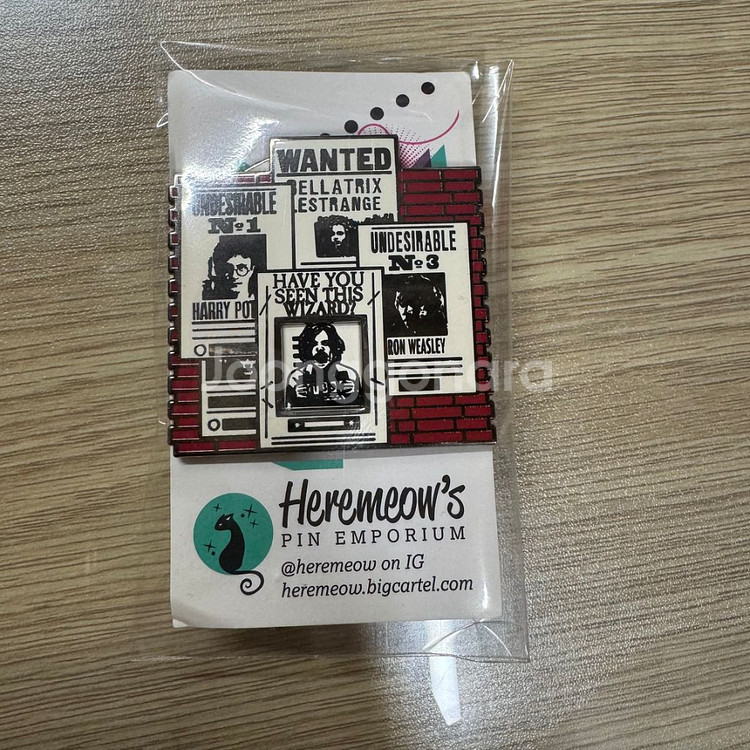 WANTED
BELLATRIX
LESTRANGE
UNDESIRABLE
Nº1
HARRY POT
UNDESIRABLE
Nº3
RON WEASLEY
HAVE YOU
SEEN THIS
WIZARD?
Joonggonara
Heremeow's
PIN EMPORIUM
@heremeow on IG
heremeow.bigcartel.com